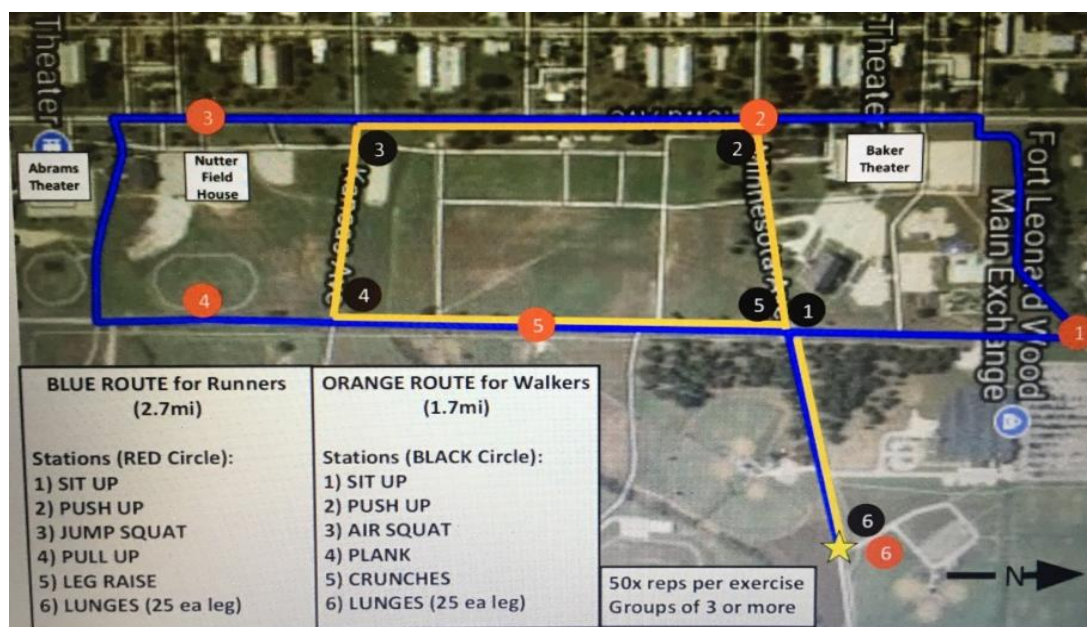 Theater
Theater
3
2
Abrams
Theater
Nutter
Field
House
3
2
Baker
Theater
Fort Leonard Wood
Main Exchange
4
4
5
5
1
1
BLUE ROUTE for Runners
(2.7mi)
Stations (RED Circle):
1) SIT UP
2) PUSH UP
3) JUMP SQUAT
4) PULL UP
5) LEG RAISE
6) LUNGES (25 ea leg)
ORANGE ROUTE for Walkers
(1.7mi)
Stations (BLACK Circle):
1) SIT UP
2) PUSH UP
3) AIR SQUAT
4) PLANK
5) CRUNCHES
6) LUNGES (25 ea leg)
6
6
50x reps per exercise
Groups of 3 or more
N